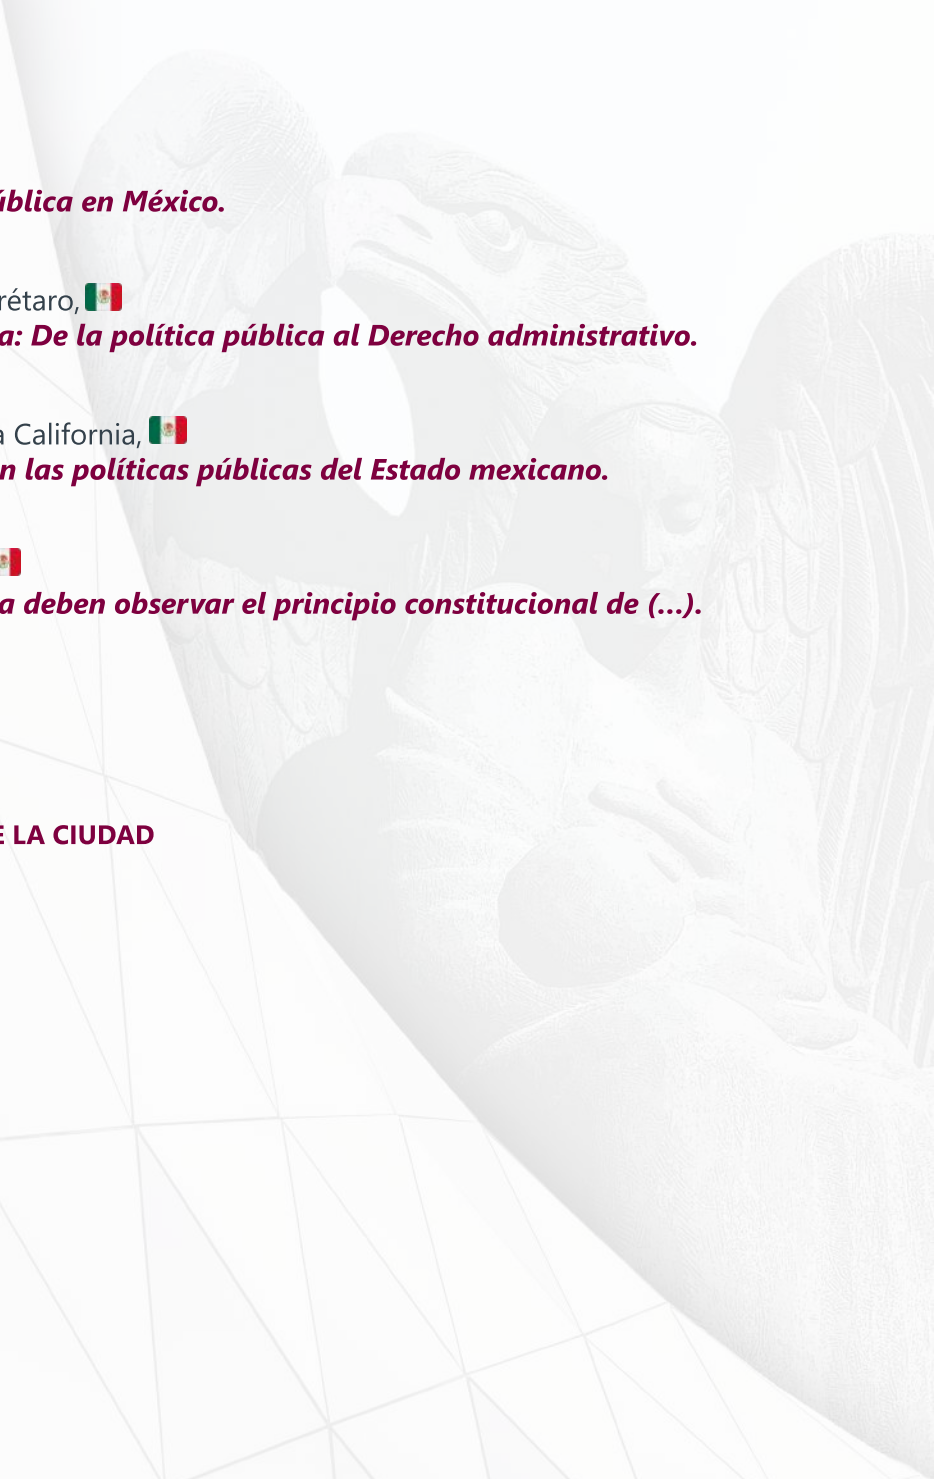 ública en México.
rétaro,
a: De la política pública al Derecho administrativo.
a California,
n las políticas públicas del Estado mexicano.
a deben observar el principio constitucional de (...).
E LA CIUDAD